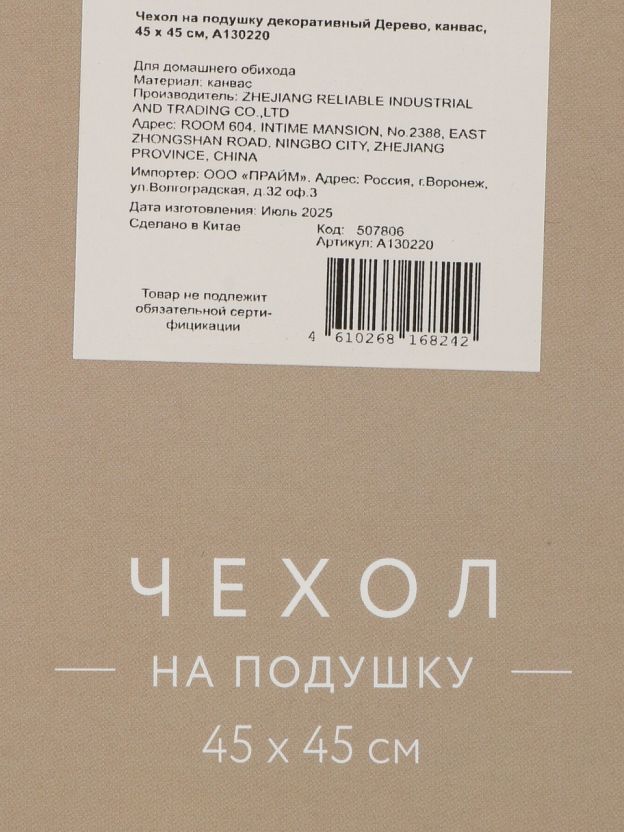 Чехол на подушку декоративный Дерево, канвас,
45 х 45 см, А130220
Для домашнего обихода
Материал: канвас
Производитель: ZHEJIANG RELIABLE INDUSTRIAL
AND TRADING CO.,LTD
Адрес: ROOM 604, INTIME MANSION, No.2388, EAST
ZHONGSHAN ROAD, NINGBO CITY, ZHEJIANG
PROVINCE, CHINA
Импортер: ООО «ПРАЙМ». Адрес: Россия, г.Воронеж,
ул.Волгоградская, д.32 оф.3
Дата изготовления: Июль 2025
Сделано в Китае
Код: 507806
Артикул: А130220
Товар не подлежит
обязательной серти-
фицикации
4 610268 168242
ЧЕХОЛ
НА ПОДУШКУ
45 х 45 см